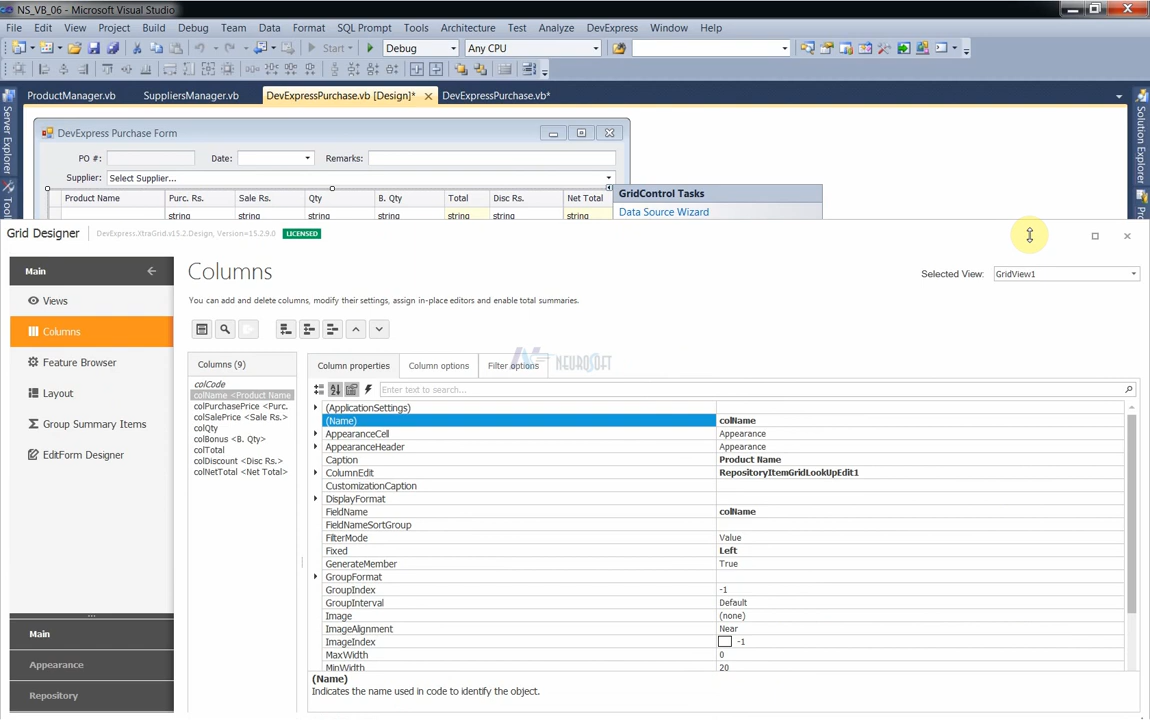 NS_VB_06 - Microsoft Visual Studio
File Edit View Project Build Debug Team Data Format SQL Prompt Tools Architecture Test Analyze DevExpress Window Help
Start Debug Any CPU
ProductManager.vb SuppliersManager.vb DevExpressPurchase.vb [Design]* DevExpressPurchase.vb*
Server Explorer
Solution Explorer
DevExpress Purchase Form
PO #: Date: Remarks:
Supplier: Select Supplier...
GridControl Tasks
Product Name Purc. Rs. Sale Rs. Qty B. Qty Total Disc Rs. Net Total
Data Source Wizard
string string string string string string string
Grid Designer DevExpress.XtraGrid.v15.2.Design, Version=15.2.9.0 LICENSED
Main
Columns
Selected View: GridView1
Views
You can add and delete columns, modify their settings, assign in-place editors and enable total summaries.
Columns
Feature Browser
Layout
Group Summary Items
EditForm Designer
Main
Appearance
Repository
Columns (9)
colCode
colName <Product Name
colPurchasePrice <Purc.
colSalePrice <Sale Rs.>
colQty
colBonus <B. Qty>
colTotal
colDiscount <Disc Rs.>
colNetTotal <Net Total>
Column properties Column options Filter options
NEUROSOFT
Enter text to search...
(ApplicationSettings)
(Name) colName
AppearanceCell Appearance
AppearanceHeader Appearance
Caption Product Name
ColumnEdit RepositoryItemGridLookUpEdit1
CustomizationCaption
DisplayFormat
FieldName colName
FieldNameSortGroup
FilterMode Value
Fixed Left
GenerateMember True
GroupFormat
GroupIndex -1
GroupInterval Default
Image (none)
ImageAlignment Near
ImageIndex -1
MaxWidth 0
MinWidth 20
(Name)
Indicates the name used in code to identify the object.